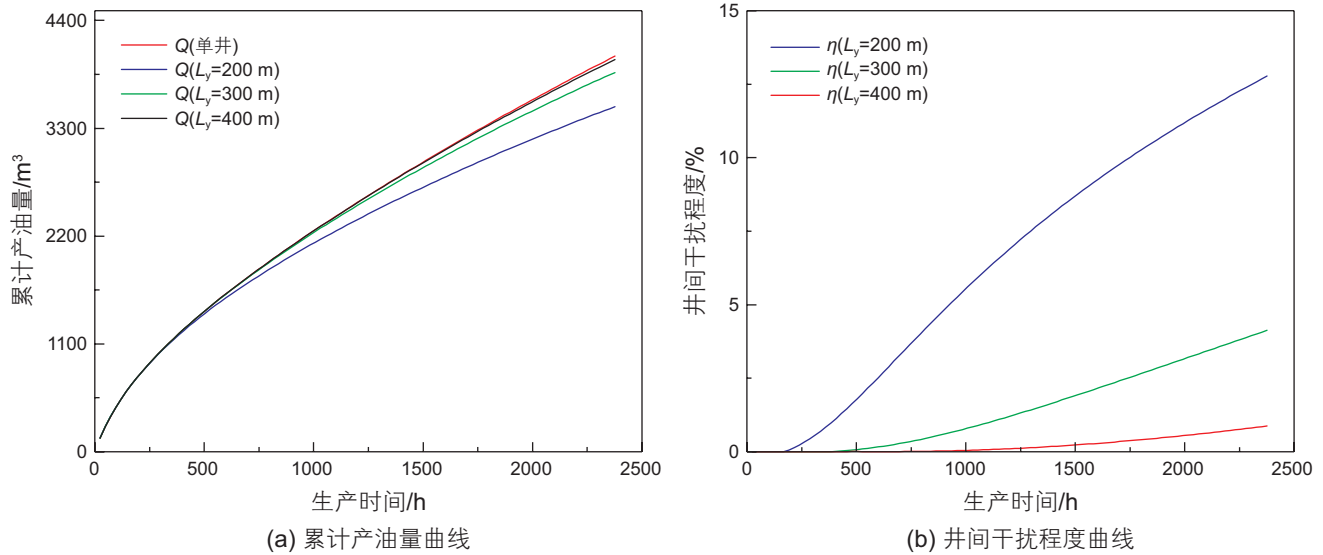 4400
3300
2200
1100
0
累计产油量/m³
Q(单井)
Q(Ly=200 m)
Q(Ly=300 m)
Q(Ly=400 m)
0 500 1000 1500 2000 2500
生产时间/h
(a) 累计产油量曲线
15
10
5
0
井间干扰程度/%
η(Ly=200 m)
η(Ly=300 m)
η(Ly=400 m)
0 500 1000 1500 2000 2500
生产时间/h
(b) 井间干扰程度曲线